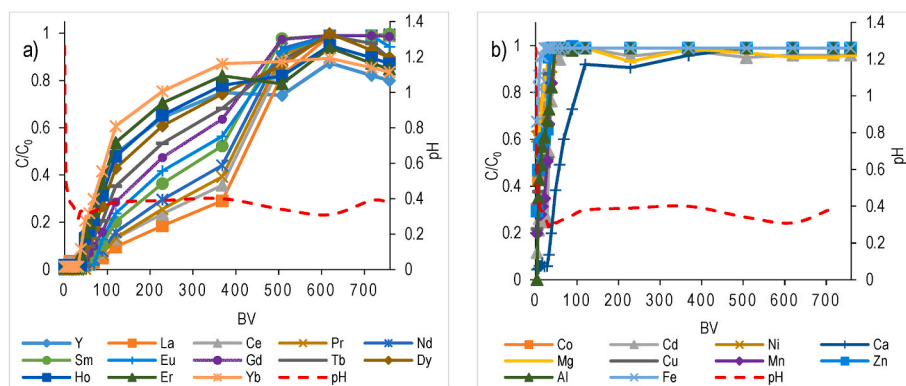 a)
C/C0
1
0.8
0.6
0.4
0.2
0
1.4
1.2
1
0.8
0.6
0.4
0.2
0
pH
0 100 200 300 400 500 600 700
BV
Y La Ce Pr Nd
Sm Eu Gd Tb Dy
Ho Er Yb pH
b)
C/C0
1
0.8
0.6
0.4
0.2
0
1.4
1.2
1
0.8
0.6
0.4
0.2
0
pH
0 100 200 300 400 500 600 700
BV
Co Cd Ni Ca
Mg Cu Mn Zn
Al Fe pH